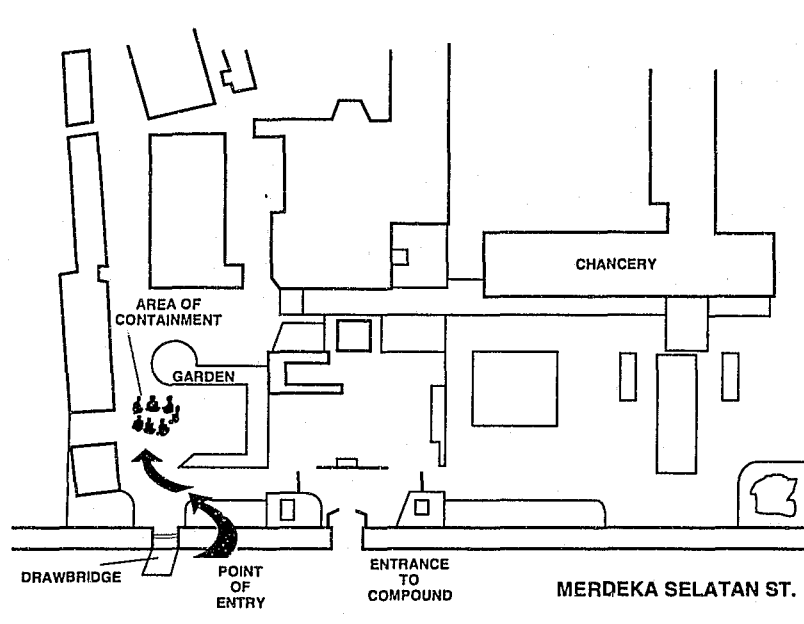 CHANCERY
AREA OF
CONTAINMENT
GARDEN
DRAWBRIDGE
POINT
OF
ENTRY
ENTRANCE
TO
COMPOUND
MERDEKA SELATAN ST.